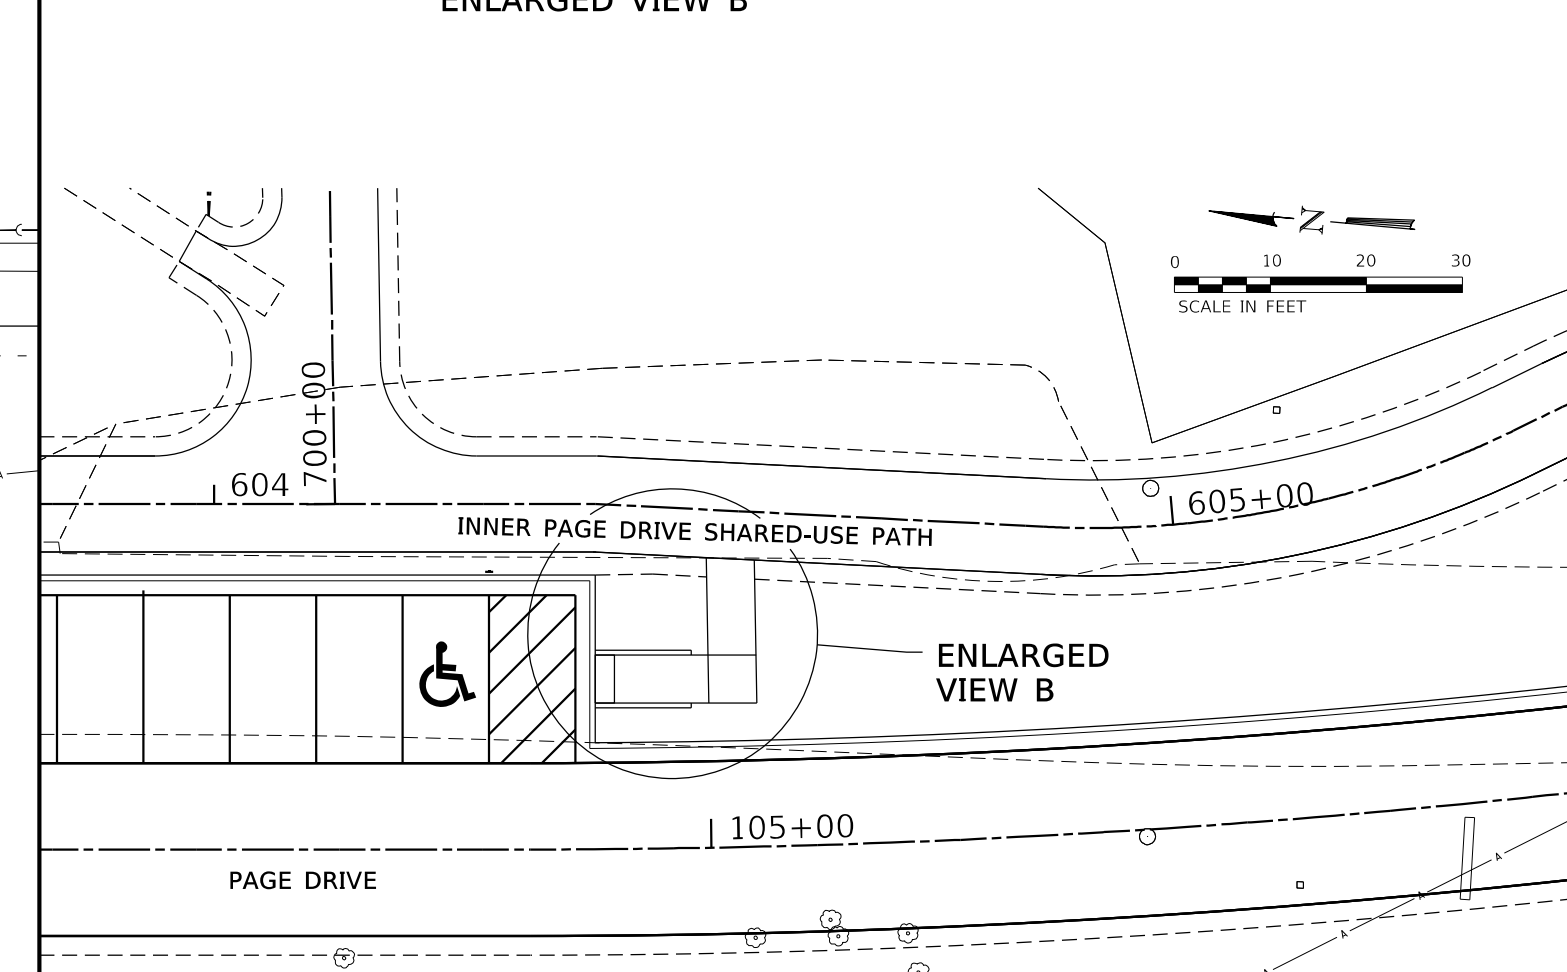 ENLARGED VIEW B
N
0 10 20 30
SCALE IN FEET
700+00
604
605+00
INNER PAGE DRIVE SHARED-USE PATH
ENLARGED
VIEW B
105+00
PAGE DRIVE
A
A
A
A